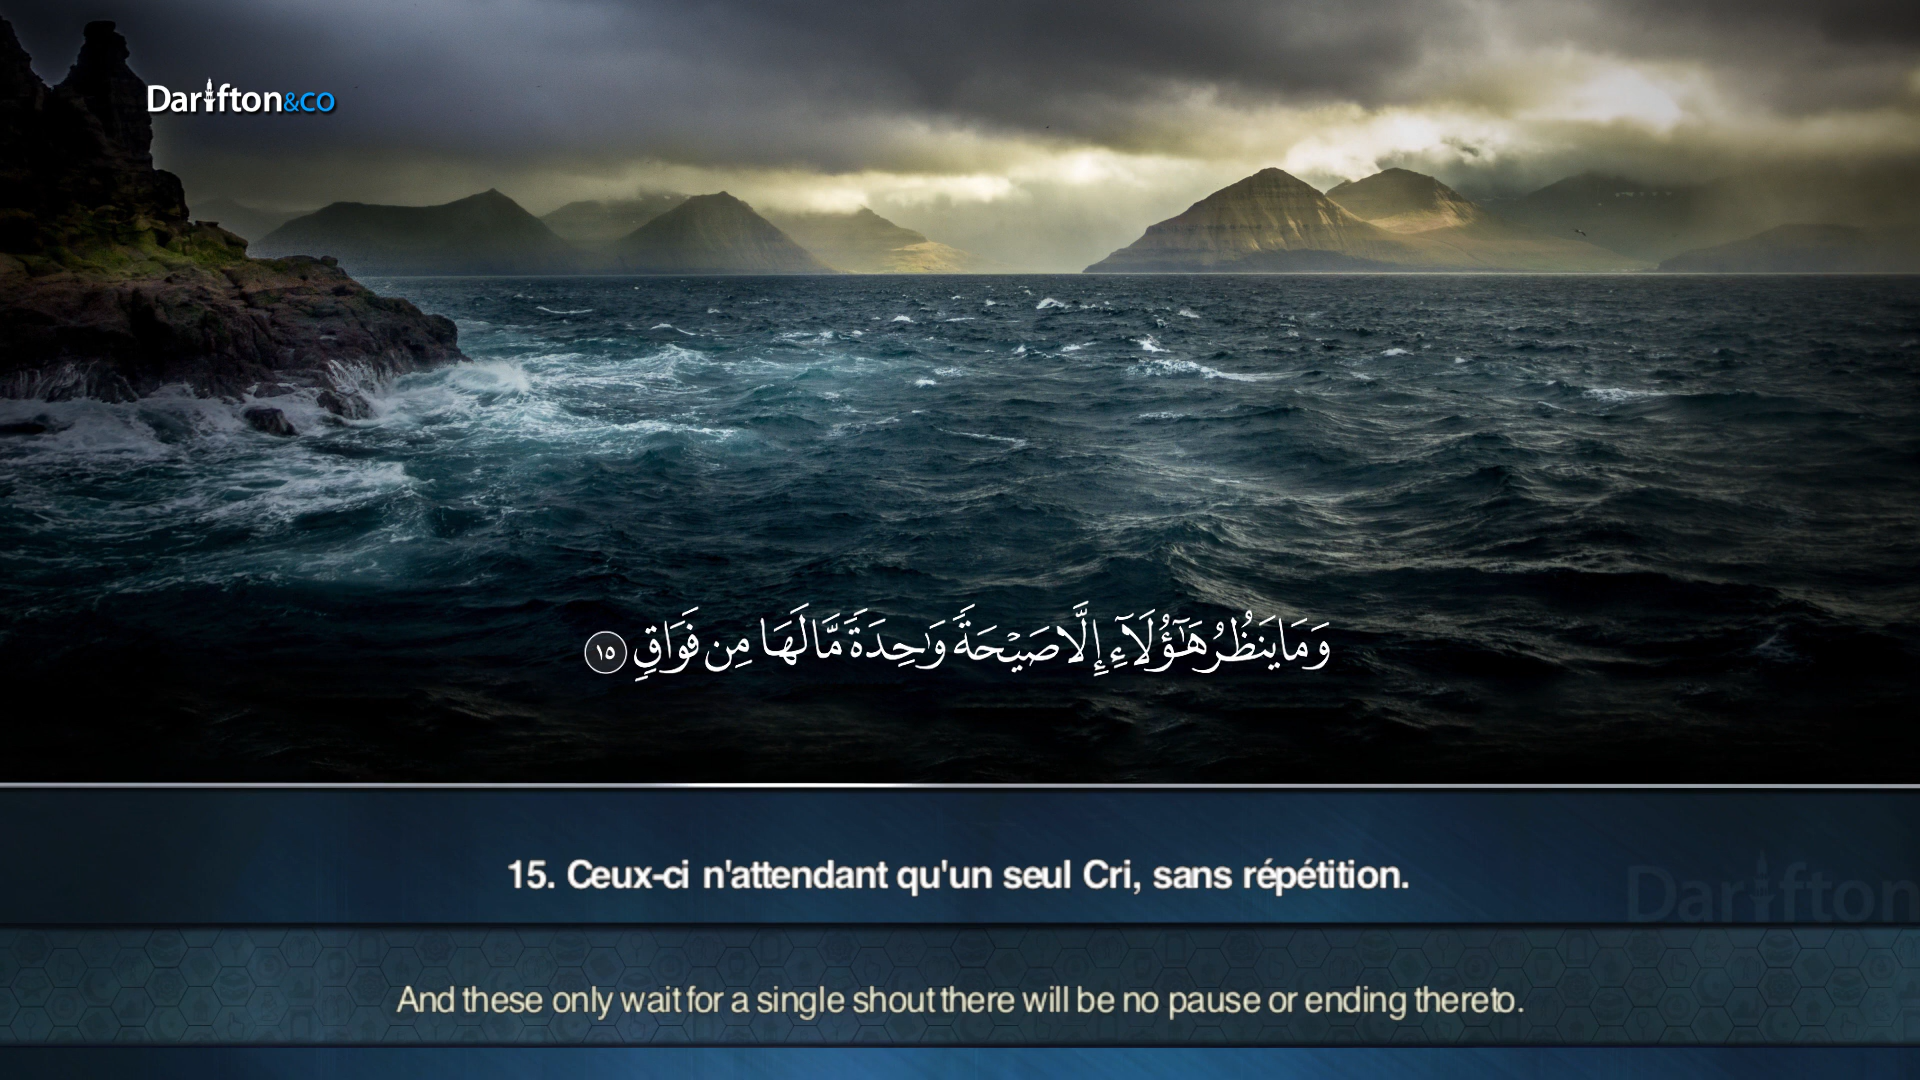 Darifton&CO
وَمَا يَنظُرُ هَٰٓؤُلَآءِ إِلَّا صَيْحَةً وَٰحِدَةً مَّا لَهَا مِن فَوَاقٍ ١٥
15. Ceux-ci n'attendant qu'un seul Cri, sans répétition.
Darifton
And these only wait for a single shout there will be no pause or ending thereto.